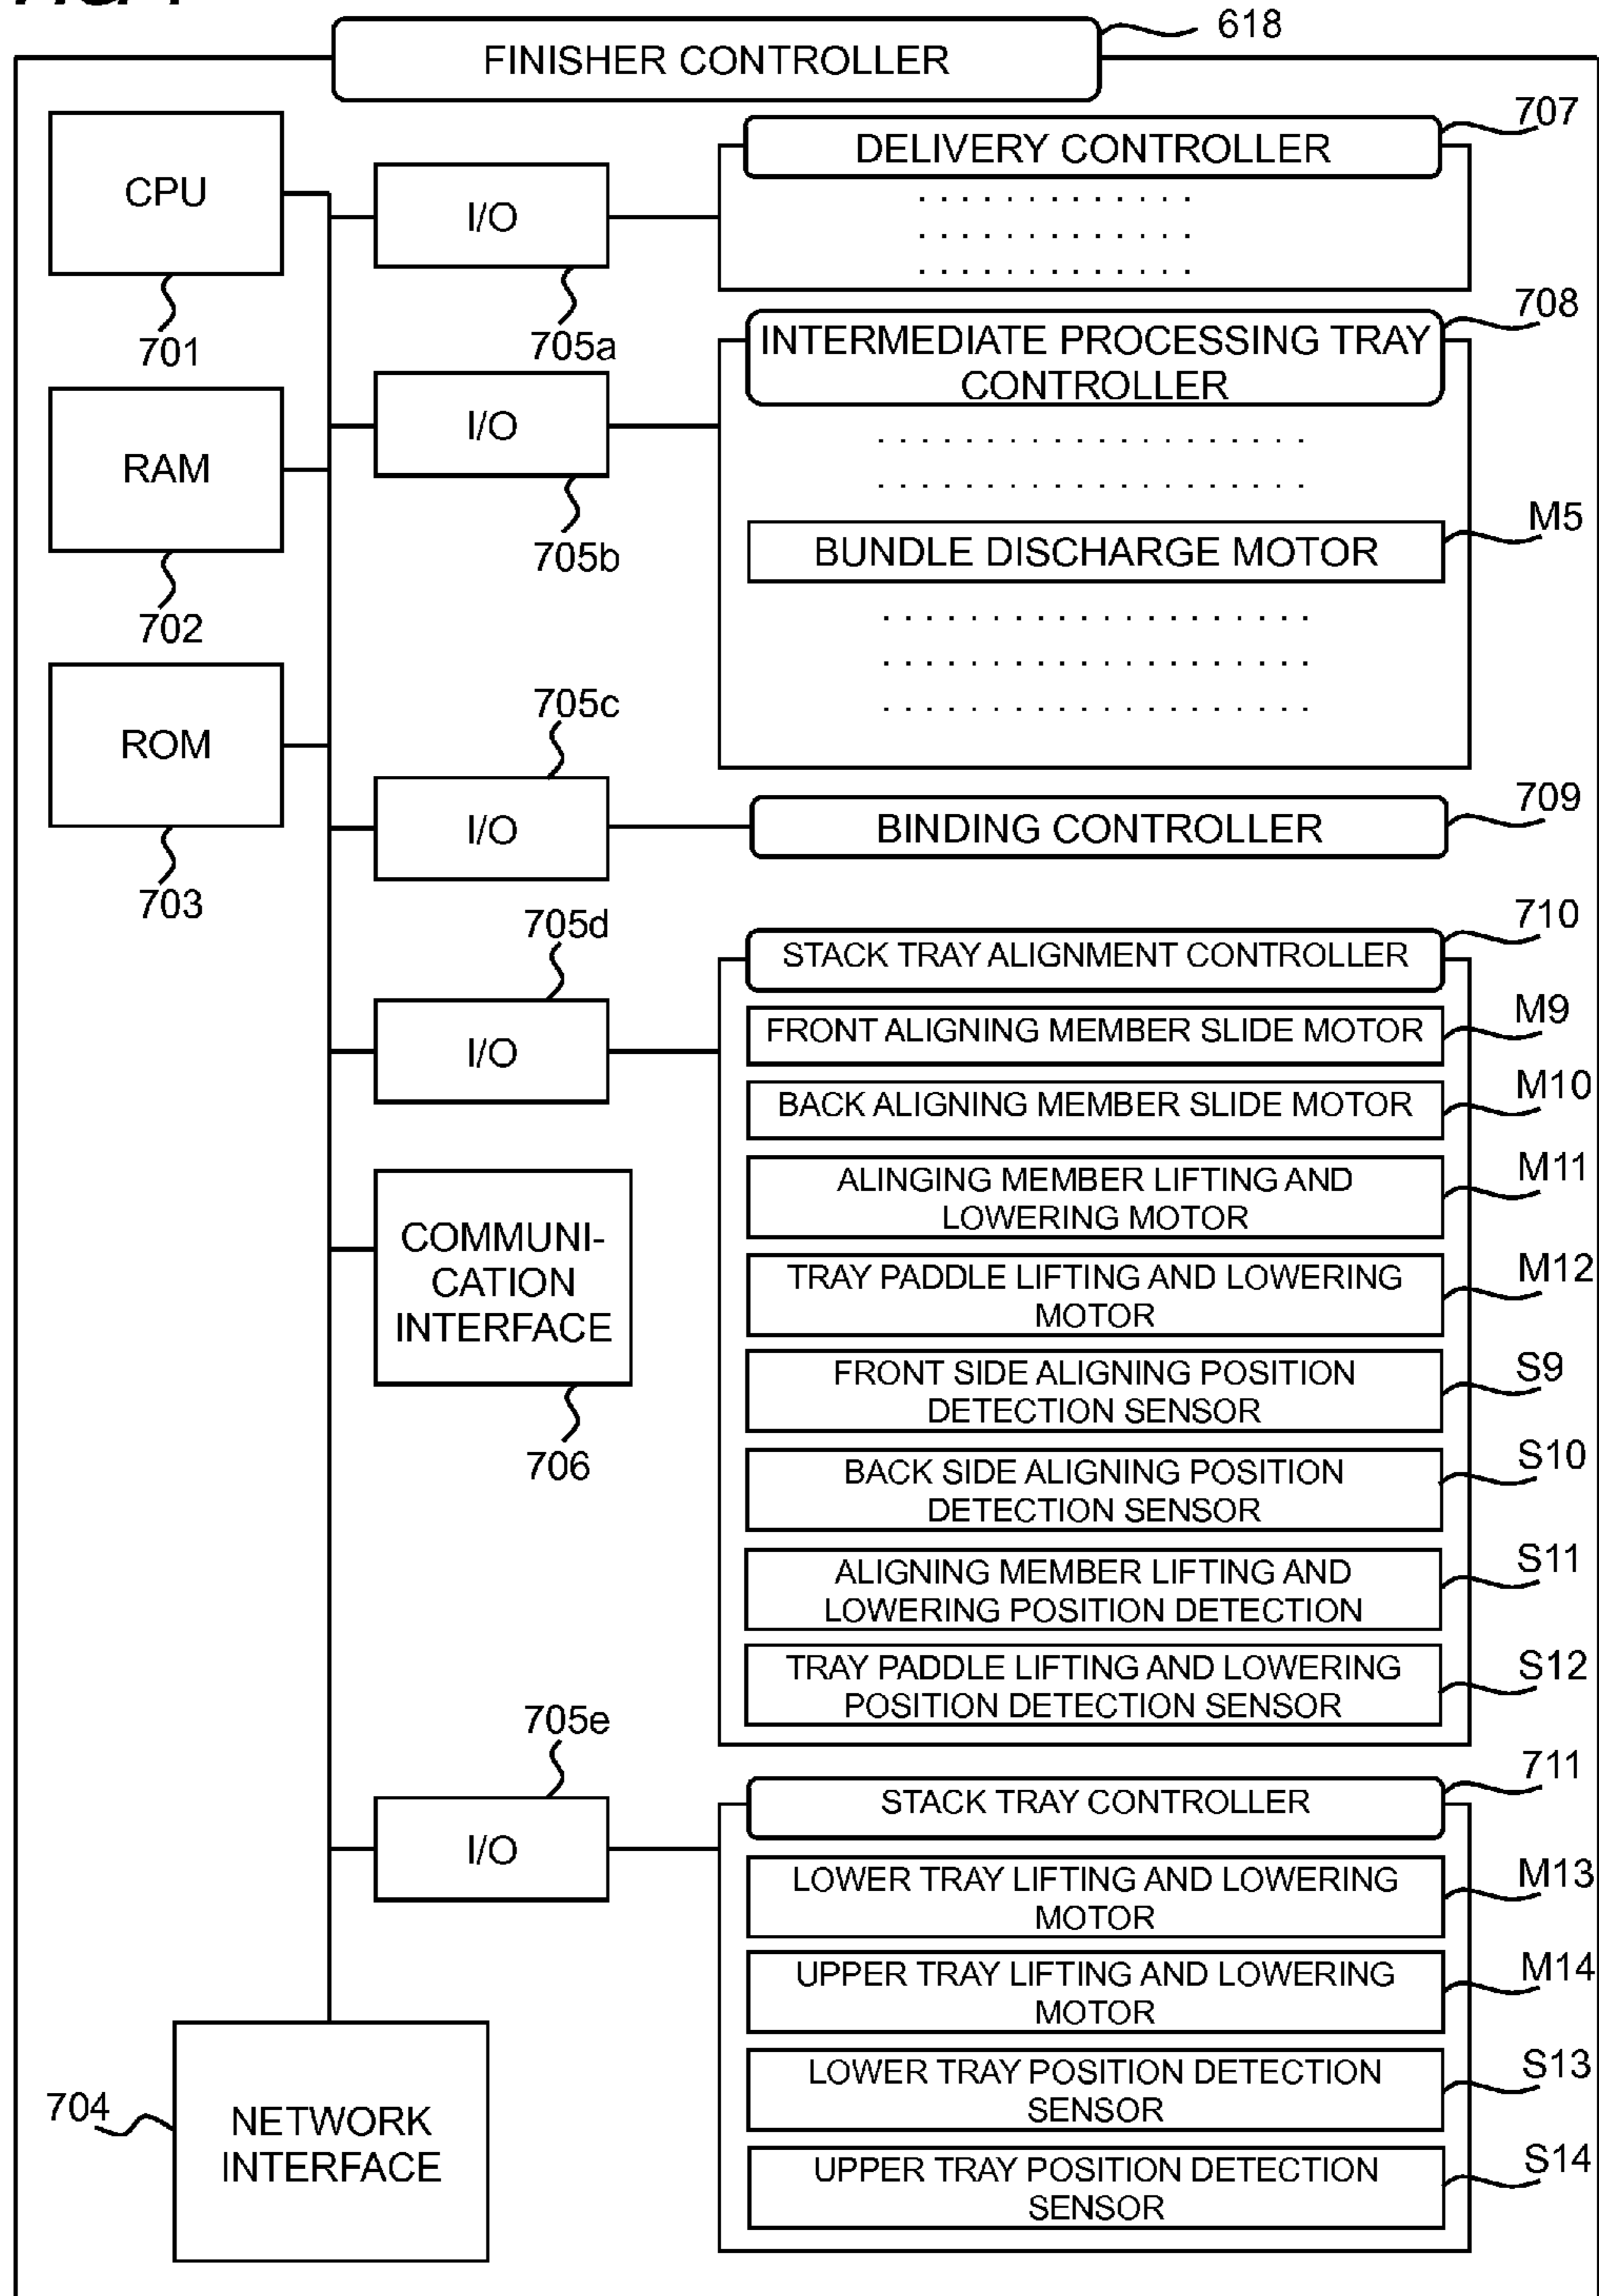 618
FINISHER CONTROLLER
CPU
701
RAM
702
ROM
703
I/O
705a
DELIVERY CONTROLLER
707
I/O
705b
INTERMEDIATE PROCESSING TRAY
CONTROLLER
708
BUNDLE DISCHARGE MOTOR
M5
705c
I/O
BINDING CONTROLLER
709
705d
I/O
STACK TRAY ALIGNMENT CONTROLLER
710
FRONT ALIGNING MEMBER SLIDE MOTOR
M9
BACK ALIGNING MEMBER SLIDE MOTOR
M10
ALINGING MEMBER LIFTING AND
LOWERING MOTOR
M11
TRAY PADDLE LIFTING AND LOWERING
MOTOR
M12
FRONT SIDE ALIGNING POSITION
DETECTION SENSOR
S9
BACK SIDE ALIGNING POSITION
DETECTION SENSOR
S10
ALIGNING MEMBER LIFTING AND
LOWERING POSITION DETECTION
S11
TRAY PADDLE LIFTING AND LOWERING
POSITION DETECTION SENSOR
S12
COMMUNI-
CATION
INTERFACE
706
705e
I/O
STACK TRAY CONTROLLER
711
LOWER TRAY LIFTING AND LOWERING
MOTOR
M13
UPPER TRAY LIFTING AND LOWERING
MOTOR
M14
LOWER TRAY POSITION DETECTION
SENSOR
S13
UPPER TRAY POSITION DETECTION
SENSOR
S14
704
NETWORK
INTERFACE